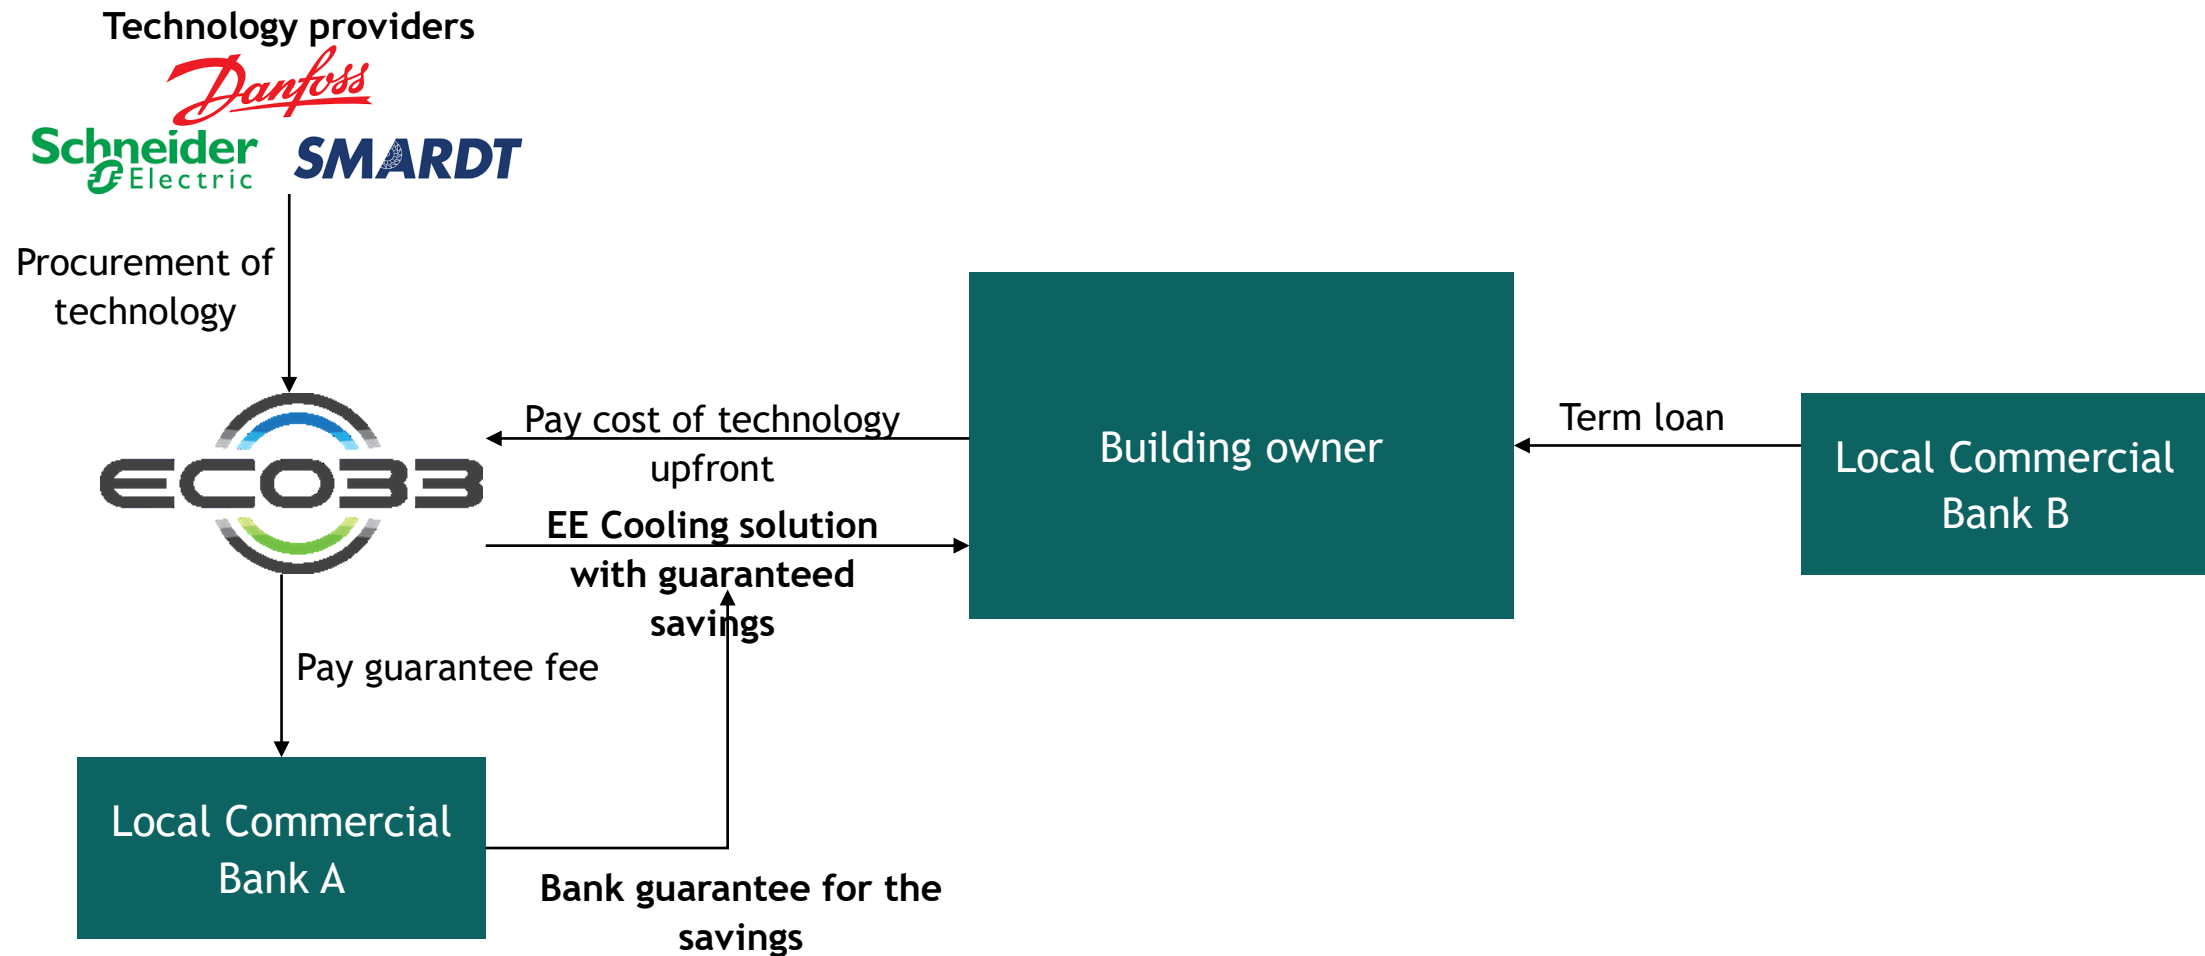 Technology providers
Danfoss
Schneider
Electric
SMARDT
Procurement of
technology
ECO33
Pay cost of technology
upfront
EE Cooling solution
with guaranteed
savings
Building owner
Term loan
Local Commercial
Bank B
Pay guarantee fee
Local Commercial
Bank A
Bank guarantee for the
savings